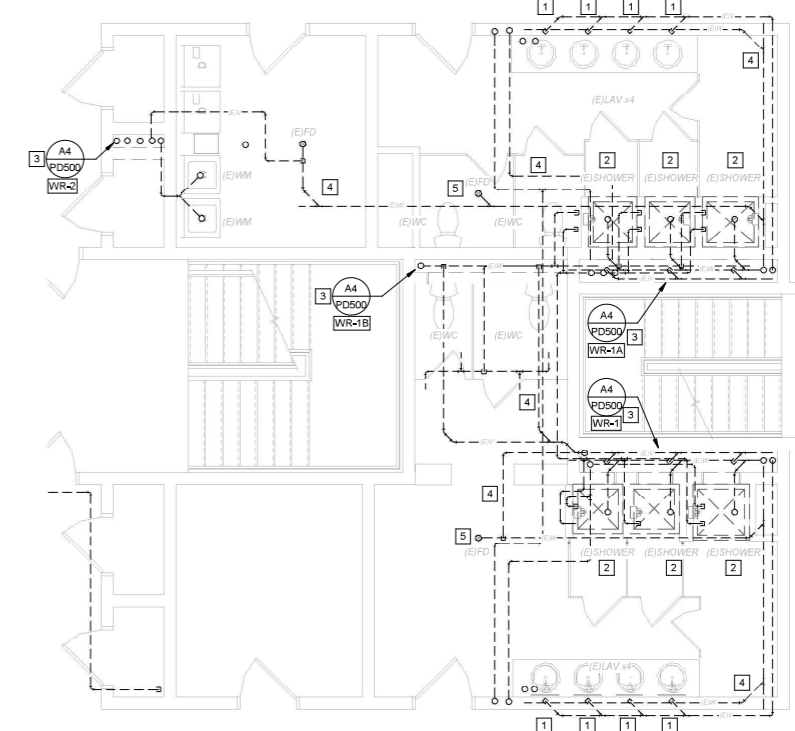 1 1 1 1
(E)W
4
(E)LAV x4
(E)W
(E)FD
3 A4
PD500
WR-2
4
2 2 2
(E)WM
4
5 (E)FD
(E)SHOWER (E)SHOWER (E)SHOWER
(E)W
(E)WM
(E)WC (E)WC
(E)W
3 A4
PD500
WR-1B
A4
PD500 3
WR-1A
(E)WC (E)WC
A4
PD500 3
WR-1
4
(E)W
(E)W
4
5
(E)FD
(E)W
(E)SHOWER (E)SHOWER (E)SHOWER
2 2 2
(E)LAV x4
4
(E)W
(E)W
1 1 1 1